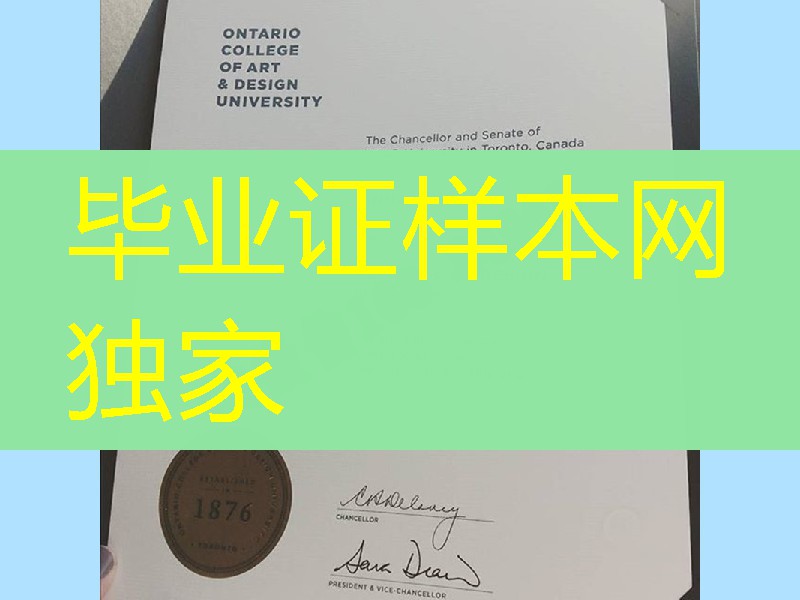 ONTARIO
COLLEGE
OF ART
& DESIGN
UNIVERSITY
The Chancellor and Senate of
in Toronto, Canada
毕业证样本网
独家
1876
CHANCELLOR
PRESIDENT & VICE-CHANCELLOR